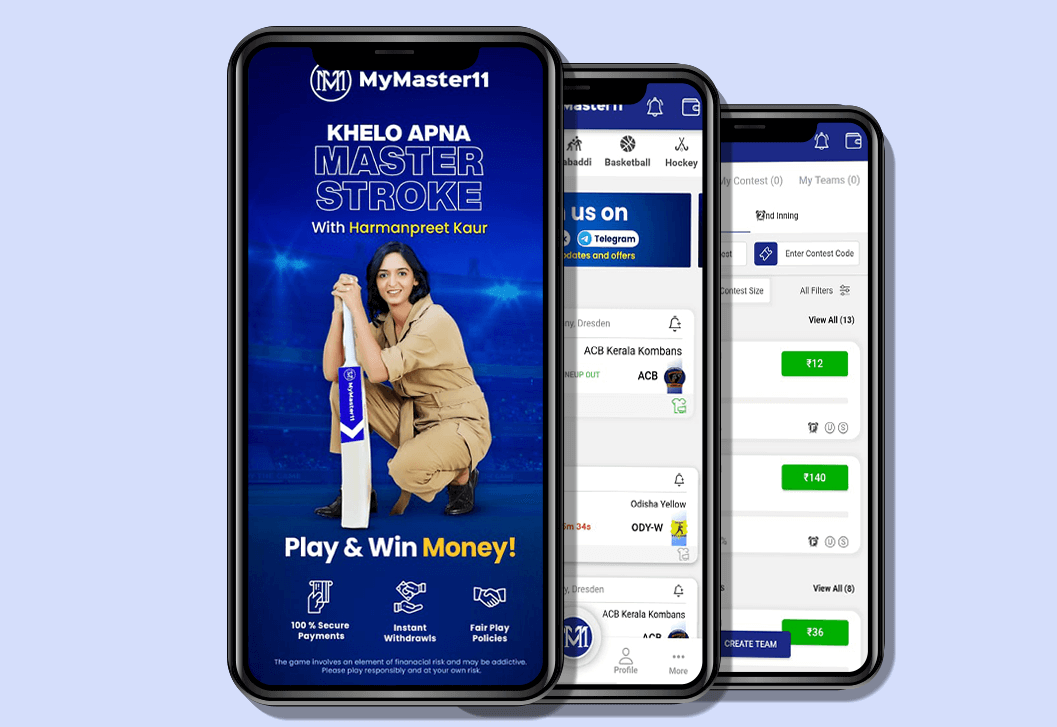 MyMaster11
KHELO APNA
MASTER
STROKE
With Harmanpreet Kaur
MyMaster11
Play & Win Money!
100 % Secure
Payments
Instant
Withdrawls
Fair Play
Policies
The game involves an element of finanacial risk and may be addictive.
Please play responsibly and at your own risk.
Master11
abaddi Basketball Hockey
us on
Telegram
dates and offers
ny, Dresden
ACB Kerala Kombans
NEUP OUT ACB
Odisha Yellow
5m 34s ODY-W
y, Dresden
ACB Kerala Kombans
ACB
Profile More
My Contest (0) My Teams (0)
2nd Inning
Enter Contest Code
Contest Size All Filters
View All (13)
₹12
F U S
₹140
% F U S
View All (8)
₹36
CREATE TEAM